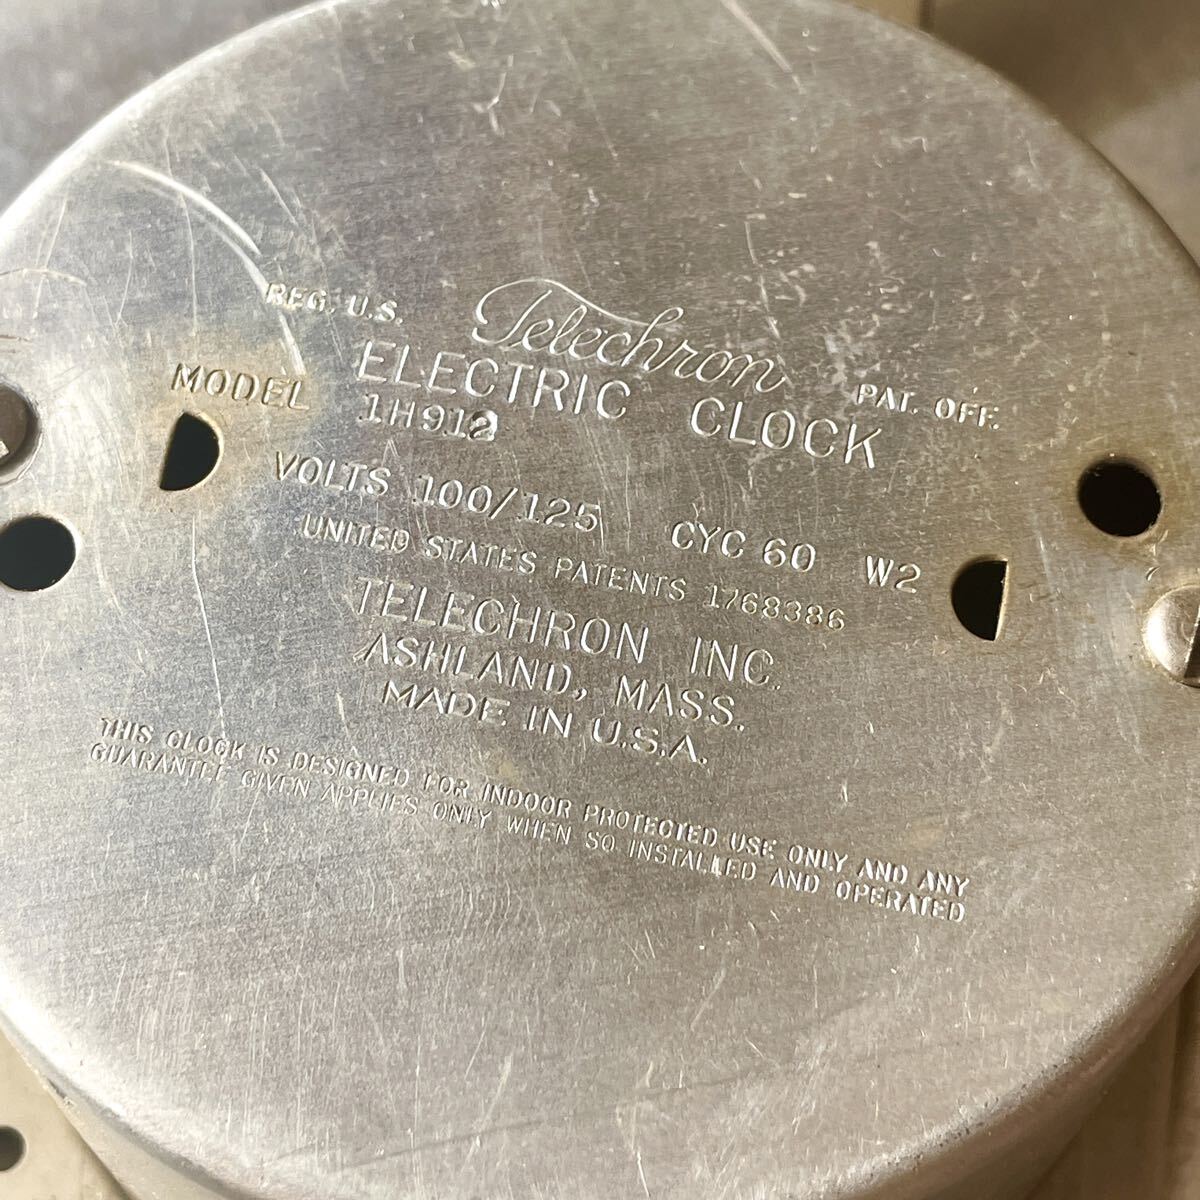 REG. U.S. Telechron PAT. OFF.
ELECTRIC CLOCK
MODEL 1H912
VOLTS 100/125 CYC 60 W2
UNITED STATES PATENTS 1768386
TELECHRON INC.
ASHLAND, MASS.
MADE IN U.S.A.
THIS CLOCK IS DESIGNED FOR INDOOR PROTECTED USE ONLY AND ANY
GUARANTEE GIVEN APPLIES ONLY WHEN SO INSTALLED AND OPERATED